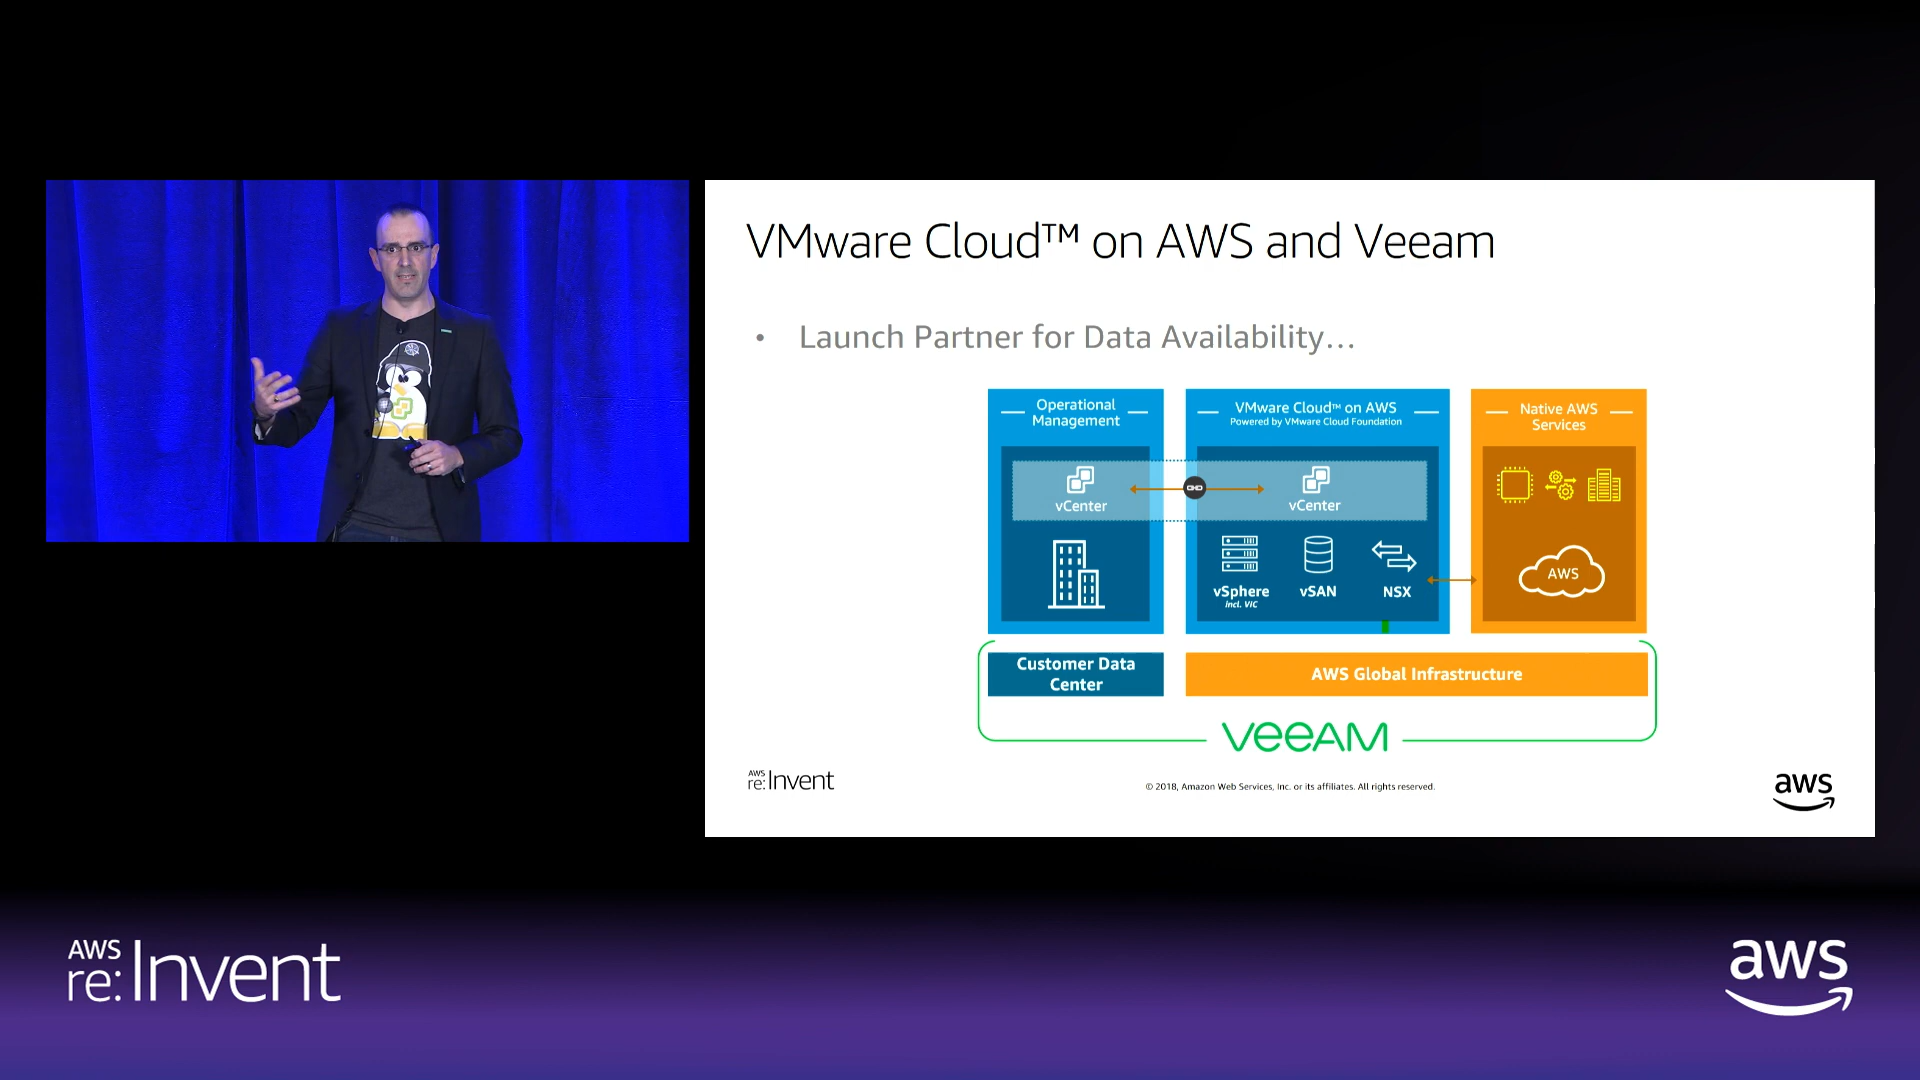 VMware Cloud™ on AWS and Veeam
• Launch Partner for Data Availability...
Operational
Management
VMware Cloud™ on AWS
Powered by VMware Cloud Foundation
Native AWS
Services
vCenter
vCenter
vSphere
Incl. VIC
vSAN
NSX
AWS
Customer Data
Center
AWS Global Infrastructure
VEEAM
AWS
re:Invent
© 2018, Amazon Web Services, Inc. or its affiliates. All rights reserved.
aws
AWS
re:Invent
aws